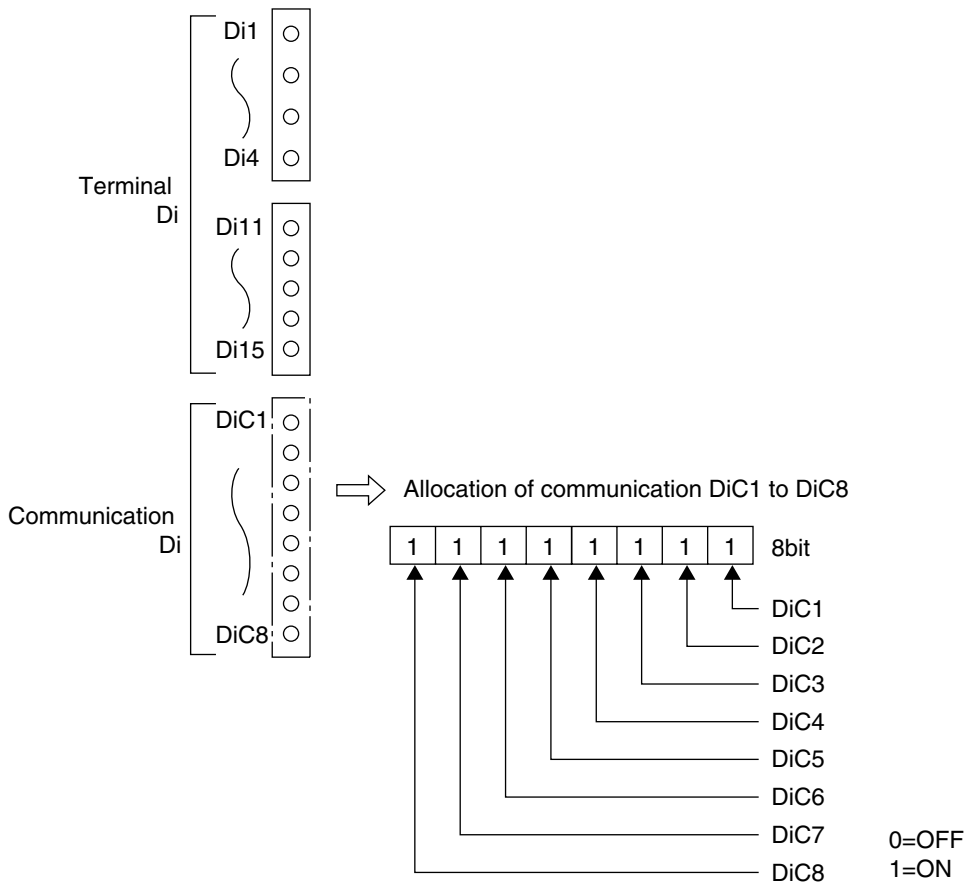 Di1
Di4
Terminal
Di
Di11
Di15
DiC1
Communication
Di
DiC8
Allocation of communication DiC1 to DiC8
1 1 1 1 1 1 1 1 8bit
DiC1
DiC2
DiC3
DiC4
DiC5
DiC6
DiC7
DiC8
0=OFF
1=ON